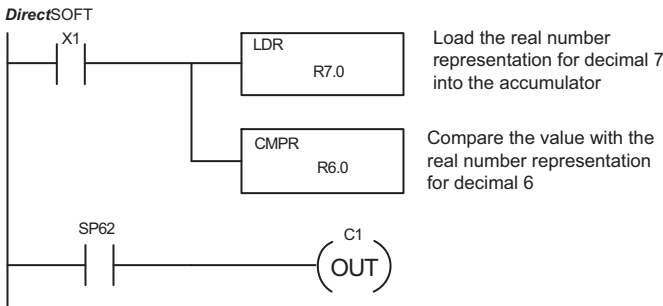 DirectSOFT
X1
LDR
R7.0
Load the real number
representation for decimal 7
into the accumulator
CMPR
R6.0
Compare the value with the
real number representation
for decimal 6
SP62
C1
OUT